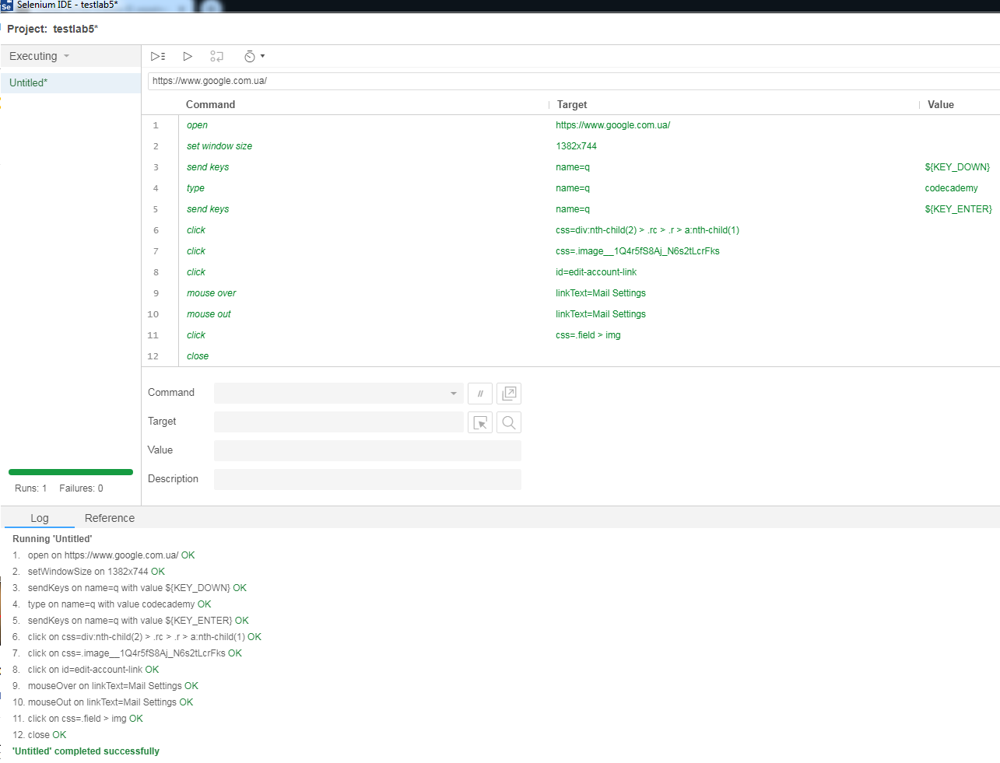 Selenium IDE - testlab5*
Project: testlab5*
Executing
Untitled*
https://www.google.com.ua/
Command Target Value
1 open https://www.google.com.ua/
2 set window size 1382x744
3 send keys name=q ${KEY_DOWN}
4 type name=q codecademy
5 send keys name=q ${KEY_ENTER}
6 click css=div:nth-child(2) > .rc > .r > a:nth-child(1)
7 click css=.image__1Q4r5fS8Aj_N6s2tLcrFks
8 click id=edit-account-link
9 mouse over linkText=Mail Settings
10 mouse out linkText=Mail Settings
11 click css=.field > img
12 close
Command //
Target
Value
Description
Runs: 1 Failures: 0
Log Reference
Running 'Untitled'
1. open on https://www.google.com.ua/ OK
2. setWindowSize on 1382x744 OK
3. sendKeys on name=q with value ${KEY_DOWN} OK
4. type on name=q with value codecademy OK
5. sendKeys on name=q with value ${KEY_ENTER} OK
6. click on css=div:nth-child(2) > .rc > .r > a:nth-child(1) OK
7. click on css=.image__1Q4r5fS8Aj_N6s2tLcrFks OK
8. click on id=edit-account-link OK
9. mouseOver on linkText=Mail Settings OK
10. mouseOut on linkText=Mail Settings OK
11. click on css=.field > img OK
12. close OK
'Untitled' completed successfully